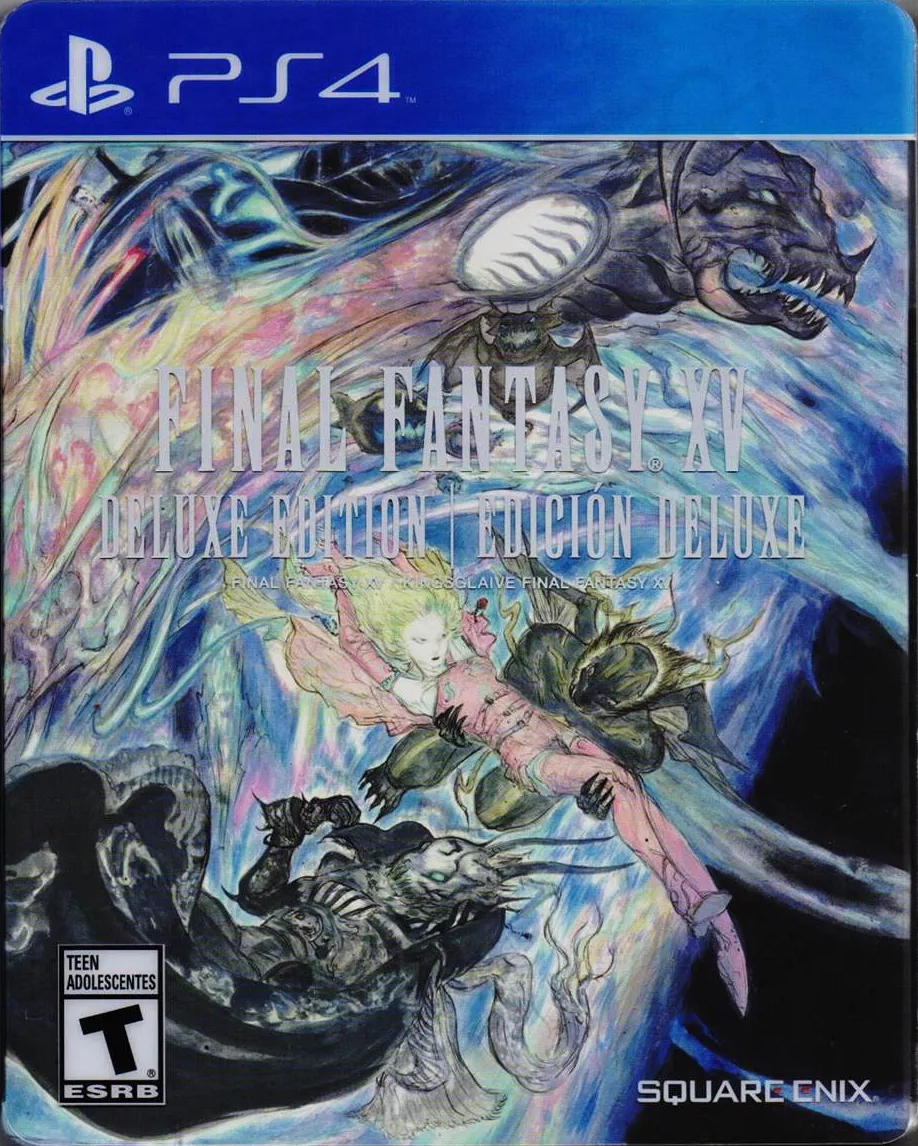 PS4™
FINAL FANTASY® XV
DELUXE EDITION | EDICIÓN DELUXE
FINAL FANTASY XV KINGSGLAIVE FINAL FANTASY XV
TEEN
ADOLESCENTES
T®
ESRB
SQUARE ENIX®